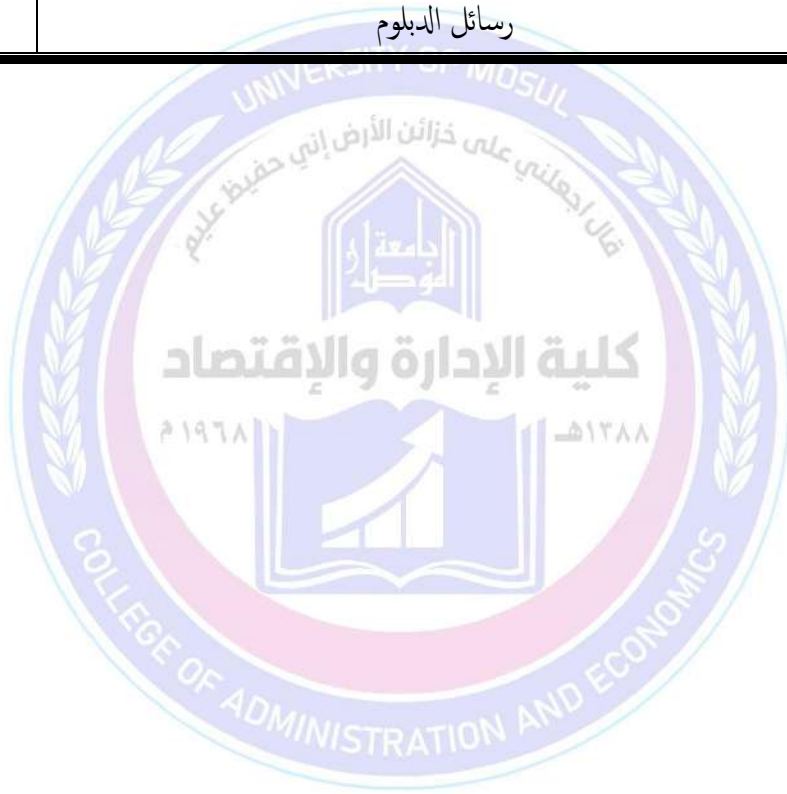 رسائل الدبلوم
UNIVERSITY OF MOSUL
قال اجعلني على خزائن الأرض إني حفيظ عليم
جامعة
الموصل
كلية الإدارة والإقتصاد
١٣٨٨هـ
١٩٦٨ م
COLLEGE OF ADMINISTRATION AND ECONOMICS